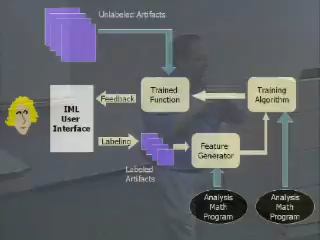 Unlabeled Artifacts
Trained
Function
Training
Algorithm
Feedback
IML
User
Interface
Labeling
Labeled
Artifacts
Feature
Generator
Analysis
Math
Program
Analysis
Math
Program